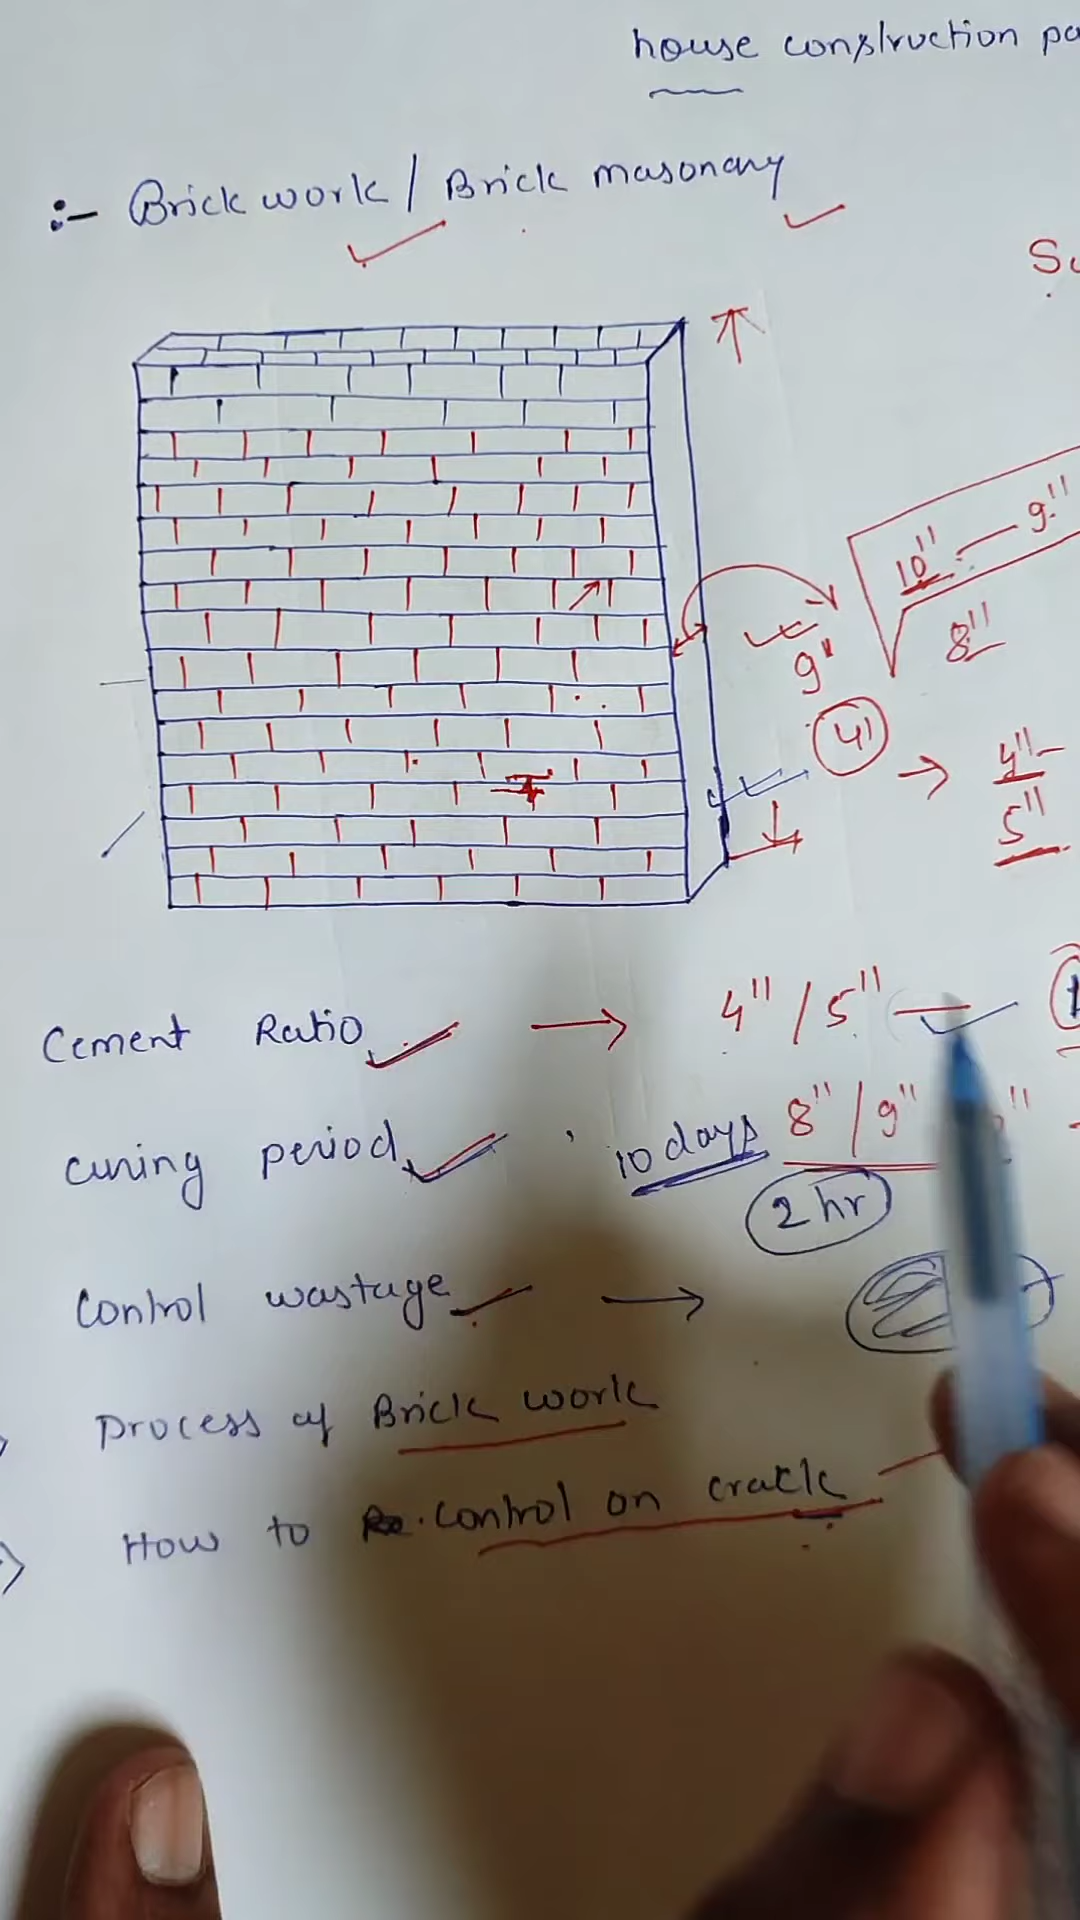 house construction
:- Brick work / Brick masonary
10" — 9"
8"
9"
4'
→ 4"
5"
Cement Ratio → 4" / 5" —
curing period 10 days 8" / 9"
2 hr
Control wastage →
Process of Brick work
How to control on crack